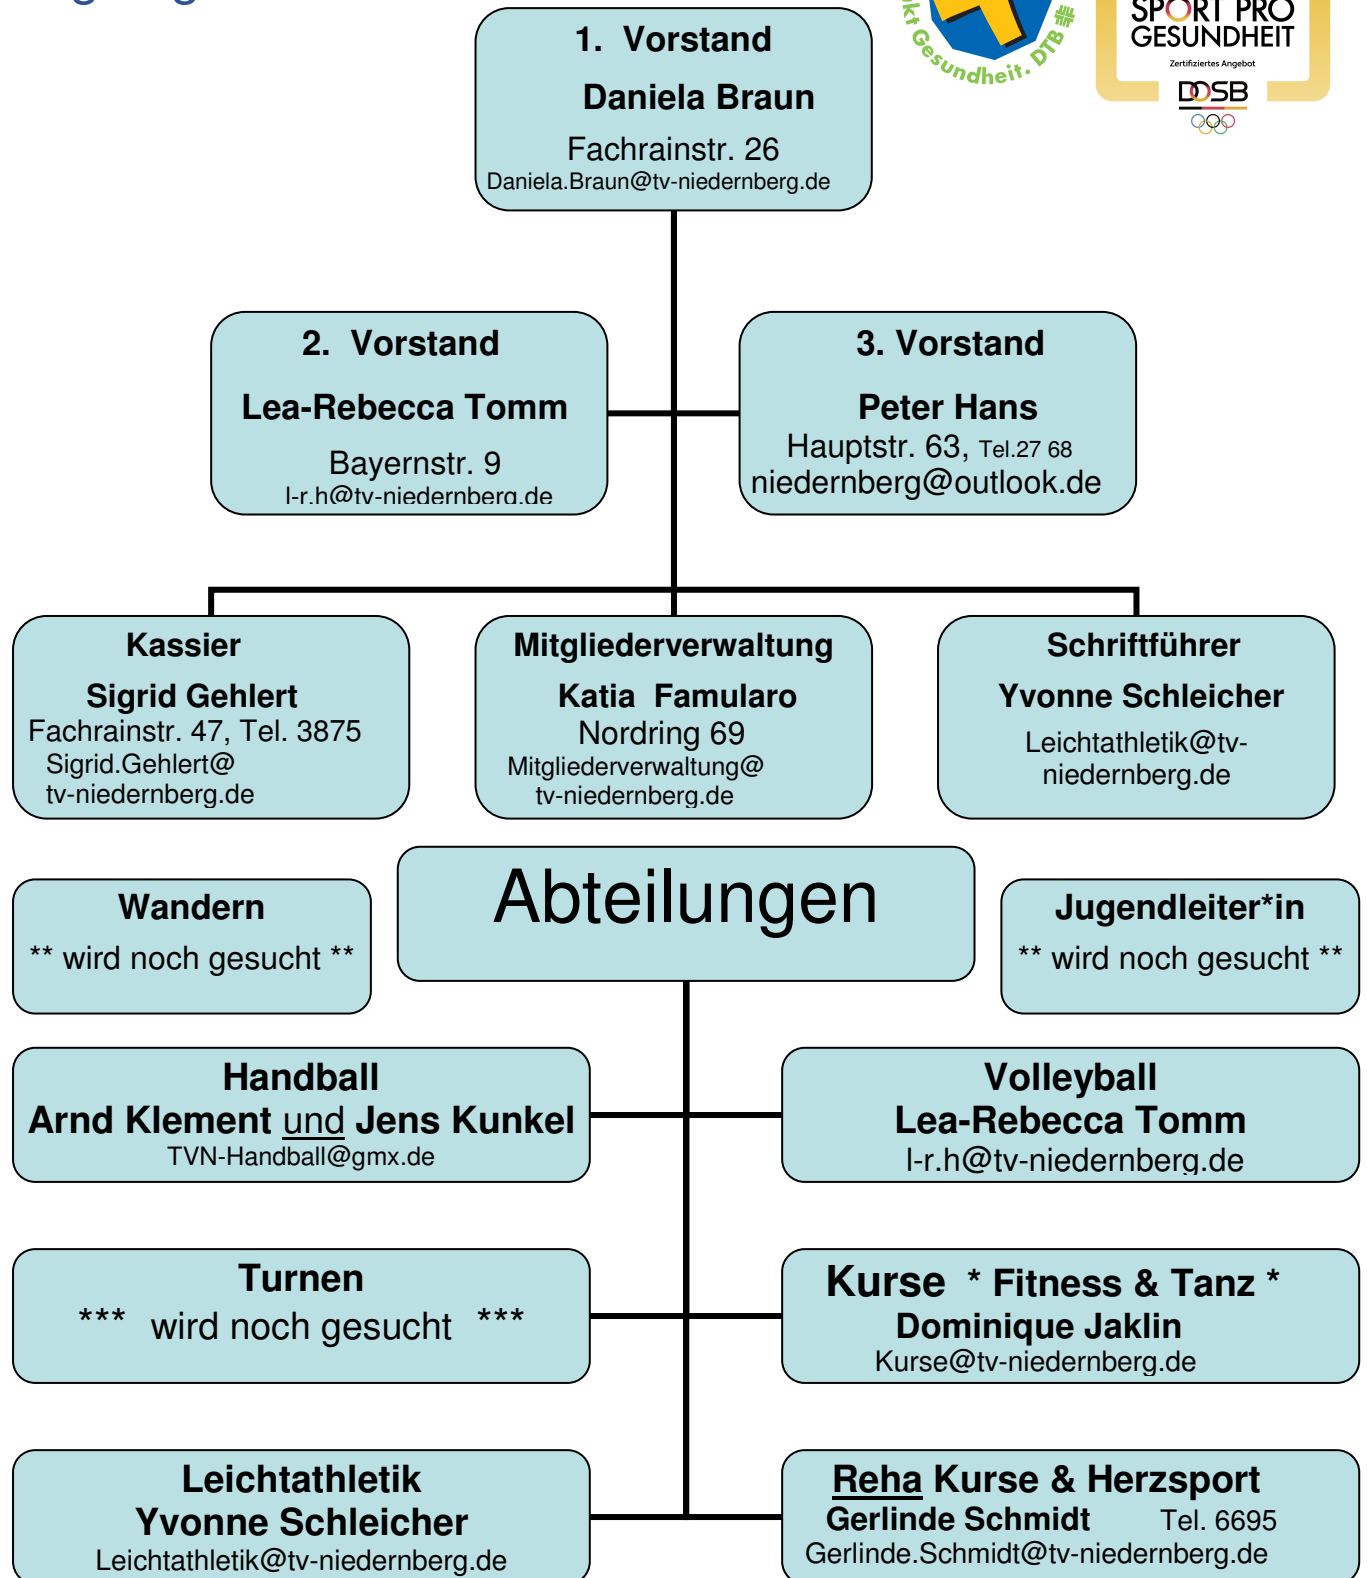 Gesundheit. DTB
SPORT PRO
GESUNDHEIT
Zertifiziertes Angebot
DOSB
1. Vorstand
Daniela Braun
Fachrainstr. 26
Daniela.Braun@tv-niedernberg.de
2. Vorstand
Lea-Rebecca Tomm
Bayernstr. 9
l-r.h@tv-niedernberg.de
3. Vorstand
Peter Hans
Hauptstr. 63, Tel.27 68
niedernberg@outlook.de
Kassier
Sigrid Gehlert
Fachrainstr. 47, Tel. 3875
Sigrid.Gehlert@
tv-niedernberg.de
Mitgliederverwaltung
Katia Famularo
Nordring 69
Mitgliederverwaltung@
tv-niedernberg.de
Schriftführer
Yvonne Schleicher
Leichtathletik@tv-
niedernberg.de
Abteilungen
Wandern
** wird noch gesucht **
Jugendleiter*in
** wird noch gesucht **
Handball
Arnd Klement und Jens Kunkel
TVN-Handball@gmx.de
Volleyball
Lea-Rebecca Tomm
l-r.h@tv-niedernberg.de
Turnen
*** wird noch gesucht ***
Kurse * Fitness & Tanz *
Dominique Jaklin
Kurse@tv-niedernberg.de
Leichtathletik
Yvonne Schleicher
Leichtathletik@tv-niedernberg.de
Reha Kurse & Herzsport
Gerlinde Schmidt Tel. 6695
Gerlinde.Schmidt@tv-niedernberg.de